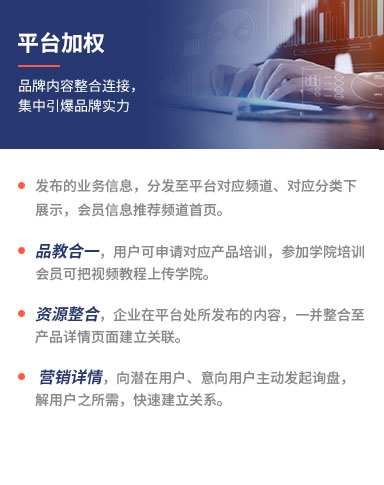 平台加权
品牌内容整合连接，
集中引爆品牌实力
发布的业务信息，分发至平台对应频道、对应分类下
展示，会员信息推荐频道首页。
品教合一，用户可申请对应产品培训，参加学院培训
会员可把视频教程上传学院。
资源整合，企业在平台处所发布的内容，一并整合至
产品详情页面建立关联。
营销详情，向潜在用户、意向用户主动发起询盘，
解用户之所需，快速建立关系。